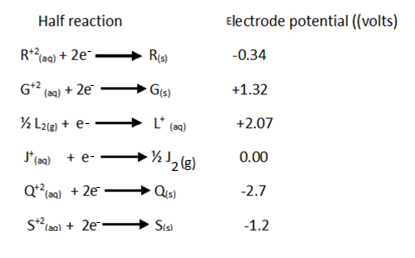 Half reaction Electrode potential ((volts)
R⁺²(aq) + 2e⁻ → R(s) -0.34
G⁺² (aq) + 2e⁻ → G(s) +1.32
½ L2(g) + e- → L⁺ (aq) +2.07
J⁺(aq) + e- → ½ J₂(g) 0.00
Q⁺²(aq) + 2e⁻ → Q(s) -2.7
S⁺²(aq) + 2e⁻ → S(s) -1.2